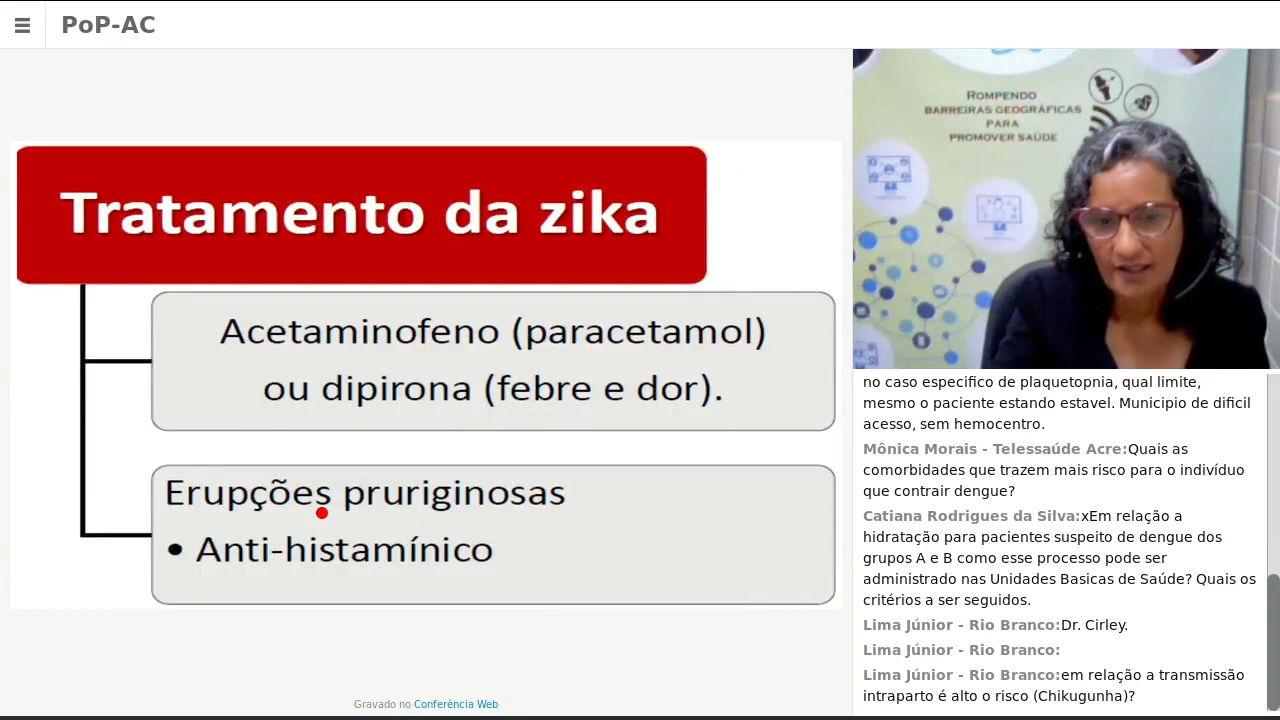 PoP-AC
Tratamento da zika
Acetaminofeno (paracetamol)
ou dipirona (febre e dor).
Erupções pruriginosas
• Anti-histamínico
Gravado no Conferência Web
ROMPENDO
BARREIRAS GEOGRÁFICAS
PARA
PROMOVER SAÚDE
no caso especifico de plaquetopnia, qual limite,
mesmo o paciente estando estavel. Municipio de dificil
acesso, sem hemocentro.
Mônica Morais - Telessaúde Acre:Quais as
comorbidades que trazem mais risco para o indivíduo
que contrair dengue?
Catiana Rodrigues da Silva:xEm relação a
hidratação para pacientes suspeito de dengue dos
grupos A e B como esse processo pode ser
administrado nas Unidades Basicas de Saúde? Quais os
critérios a ser seguidos.
Lima Júnior - Rio Branco:Dr. Cirley.
Lima Júnior - Rio Branco:
Lima Júnior - Rio Branco:em relação a transmissão
intraparto é alto o risco (Chikugunha)?